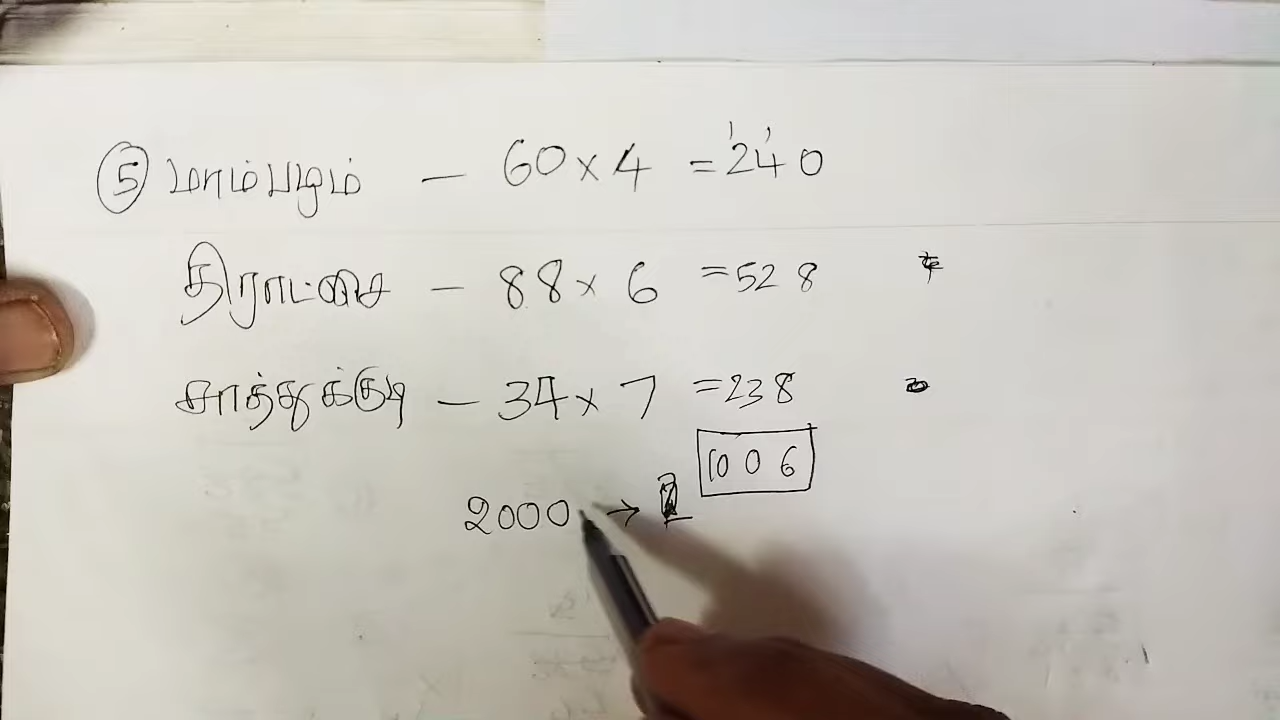 ⑤ மாம்பழம் — 60 × 4 = 240
திராட்சை — 88 × 6 = 528
சாத்துக்குடி — 34 × 7 = 238
1006
2000 →